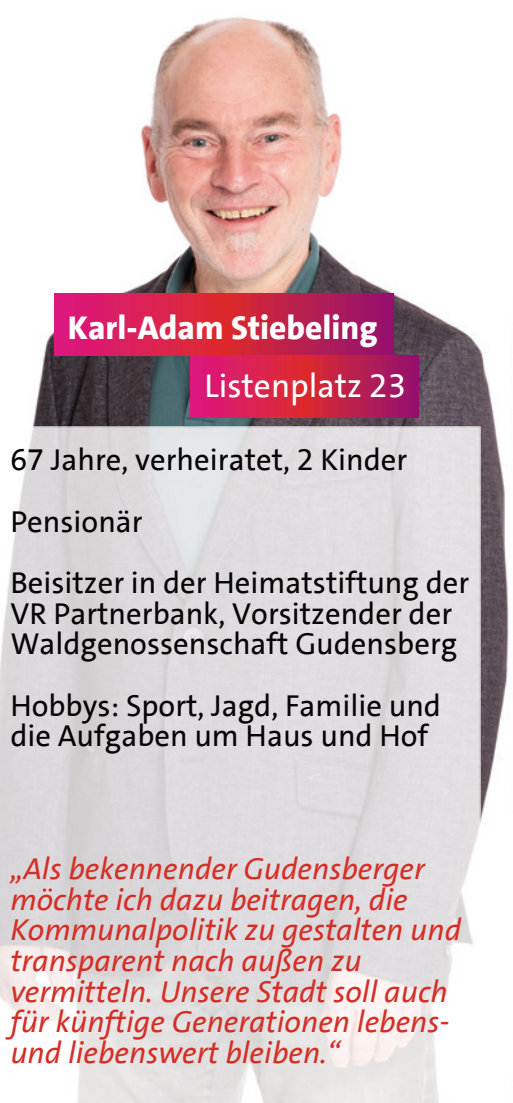 Karl-Adam Stiebeling
Listenplatz 23
67 Jahre, verheiratet, 2 Kinder
Pensionär
Beisitzer in der Heimatstiftung der
VR Partnerbank, Vorsitzender der
Waldgenossenschaft Gudensberg
Hobbys: Sport, Jagd, Familie und
die Aufgaben um Haus und Hof
„Als bekennender Gudensberger
möchte ich dazu beitragen, die
Kommunalpolitik zu gestalten und
transparent nach außen zu
vermitteln. Unsere Stadt soll auch
für künftige Generationen lebens-
und liebenswert bleiben.“